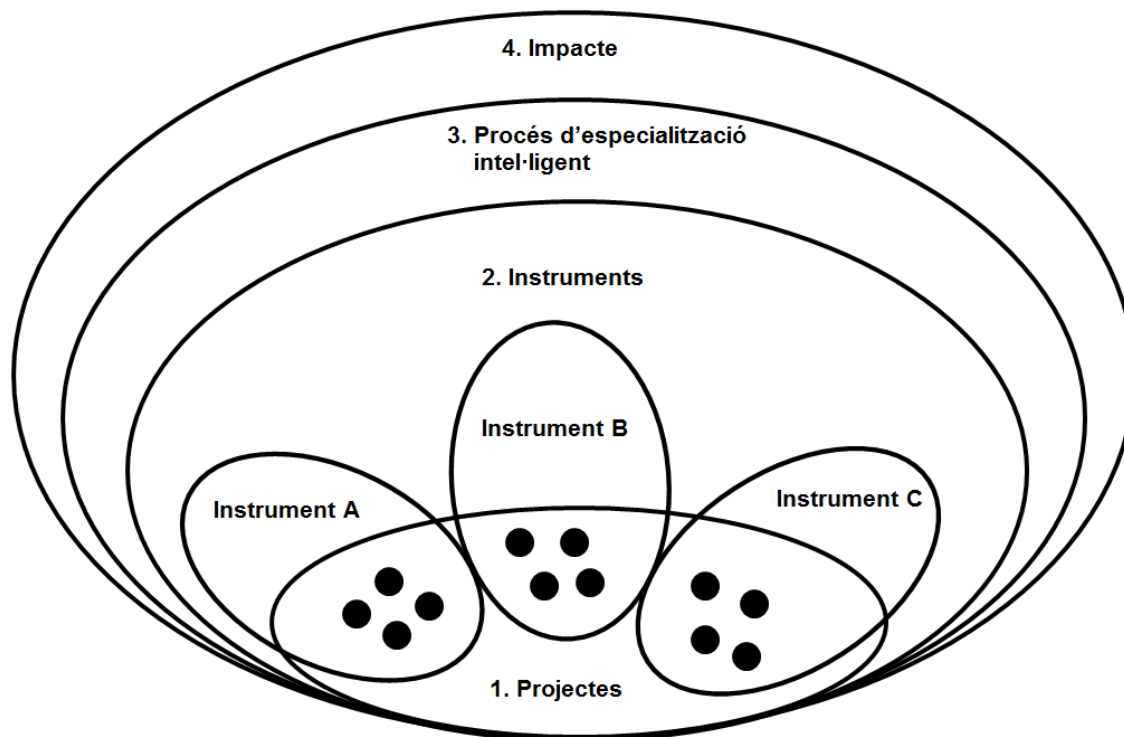 4. Impacte
3. Procés d’especialització
intel·ligent
2. Instruments
Instrument B
Instrument A
Instrument C
1. Projectes